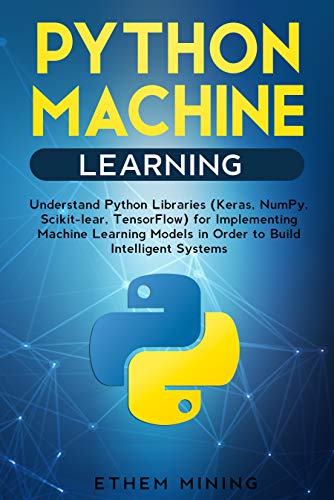 PYTHON
MACHINE
LEARNING
Understand Python Libraries (Keras, NumPy,
Scikit-lear, TensorFlow) for Implementing
Machine Learning Models in Order to Build
Intelligent Systems
ETHEM MINING